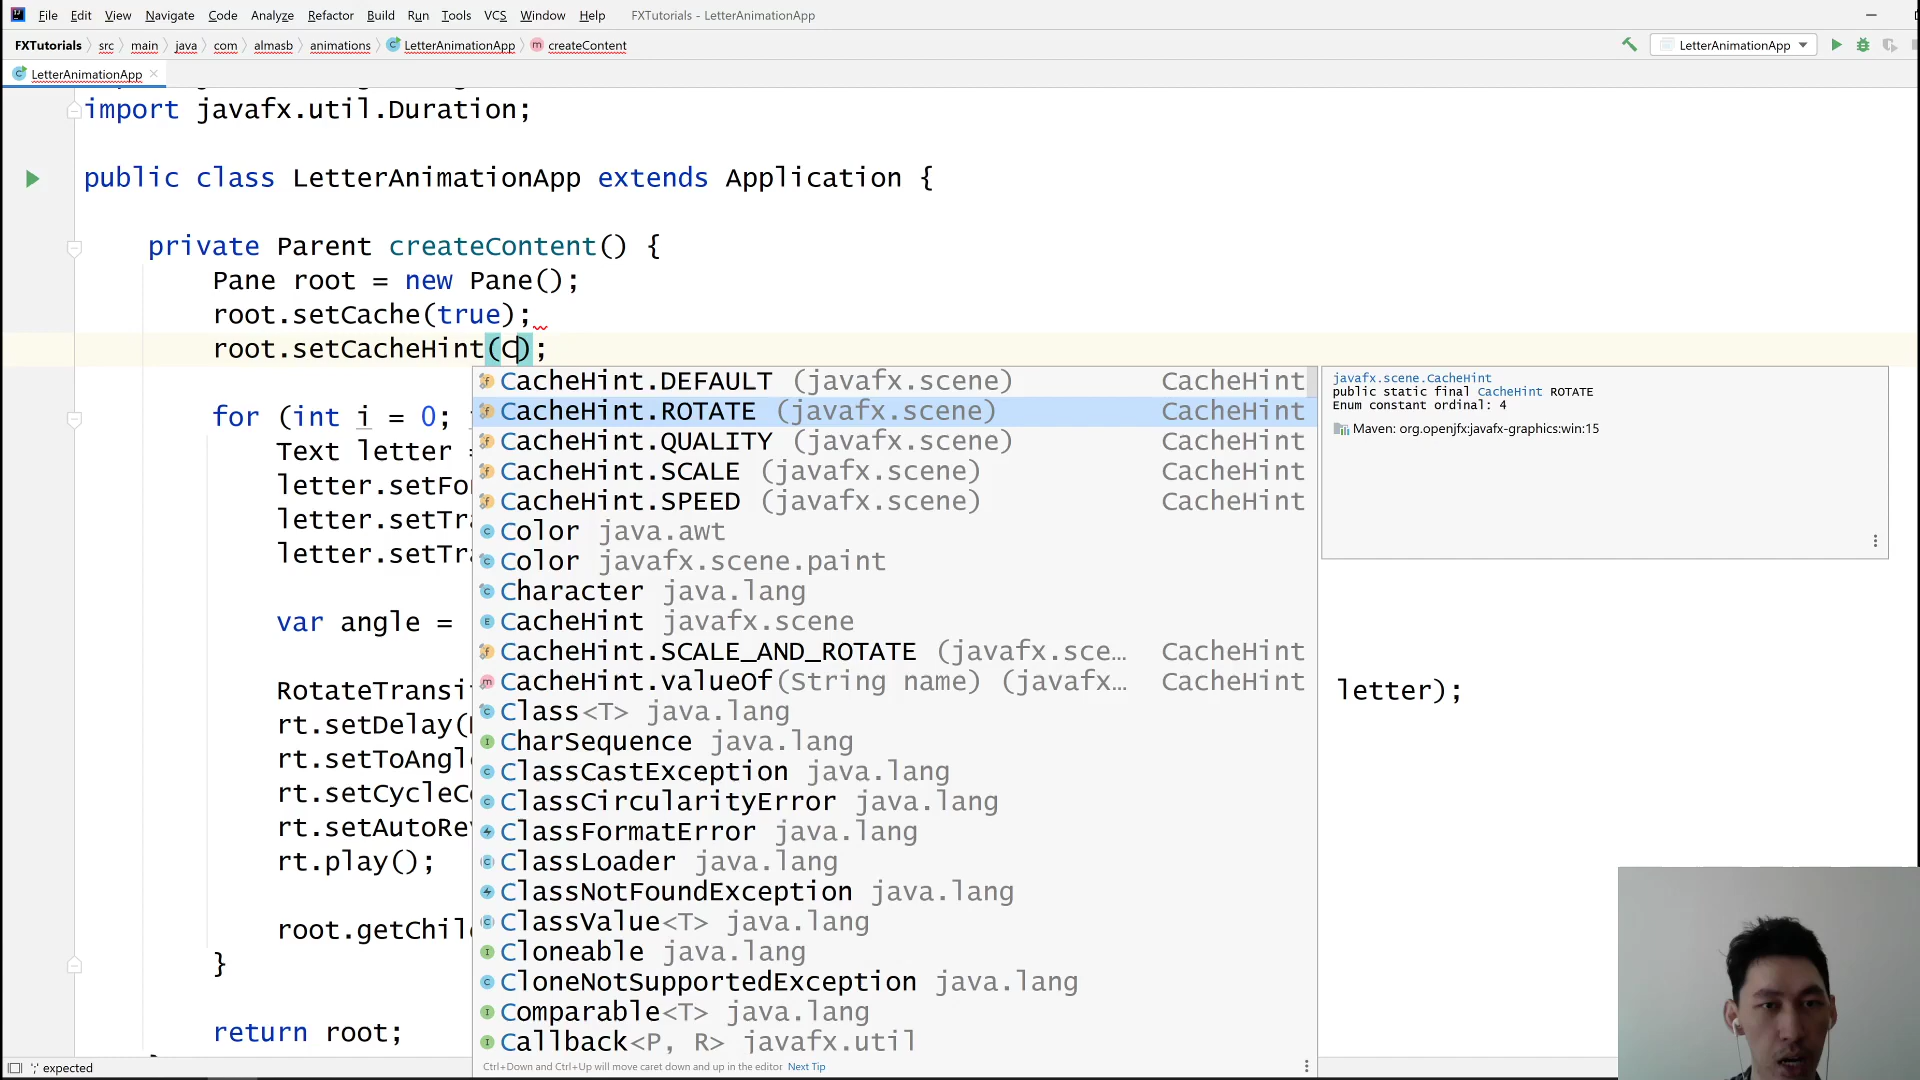 File Edit View Navigate Code Analyze Refactor Build Run Tools VCS Window Help FXTutorials - LetterAnimationApp
FXTutorials src main java com almasb animations LetterAnimationApp createContent LetterAnimationApp
LetterAnimationApp
import javafx.util.Duration;
public class LetterAnimationApp extends Application {
private Parent createContent() {
Pane root = new Pane();
root.setCache(true);
root.setCacheHint(C);
for (int i = 0;
Text letter
letter.setFo
letter.setTra
letter.setTra
var angle =
RotateTransit
letter);
rt.setDelay(
rt.setToAngle
rt.setCycleCo
rt.setAutoRev
rt.play();
root.getChil
}
return root;
CacheHint.DEFAULT (javafx.scene) CacheHint
CacheHint.ROTATE (javafx.scene) CacheHint
CacheHint.QUALITY (javafx.scene) CacheHint
CacheHint.SCALE (javafx.scene) CacheHint
CacheHint.SPEED (javafx.scene) CacheHint
Color java.awt
Color javafx.scene.paint
Character java.lang
CacheHint javafx.scene
CacheHint.SCALE_AND_ROTATE (javafx.sce… CacheHint
CacheHint.valueOf(String name) (javafx… CacheHint
Class<T> java.lang
CharSequence java.lang
ClassCastException java.lang
ClassCircularityError java.lang
ClassFormatError java.lang
ClassLoader java.lang
ClassNotFoundException java.lang
ClassValue<T> java.lang
Cloneable java.lang
CloneNotSupportedException java.lang
Comparable<T> java.lang
Callback<P, R> javafx.util
Ctrl+Down and Ctrl+Up will move caret down and up in the editor Next Tip
javafx.scene.CacheHint
public static final CacheHint ROTATE
Enum constant ordinal: 4
Maven: org.openjfx:javafx-graphics:win:15
';' expected